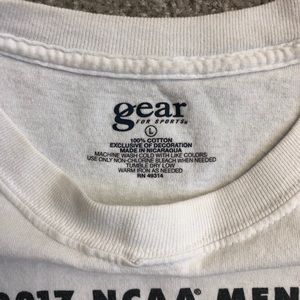 gear
FOR SPORTS®
L
100% COTTON
EXCLUSIVE OF DECORATION
MADE IN NICARAGUA
MACHINE WASH COLD WITH LIKE COLORS
USE ONLY NON-CHLORINE BLEACH WHEN NEEDED
TUMBLE DRY LOW
WARM IRON AS NEEDED
RN 49314
2017 NCAA® MEN